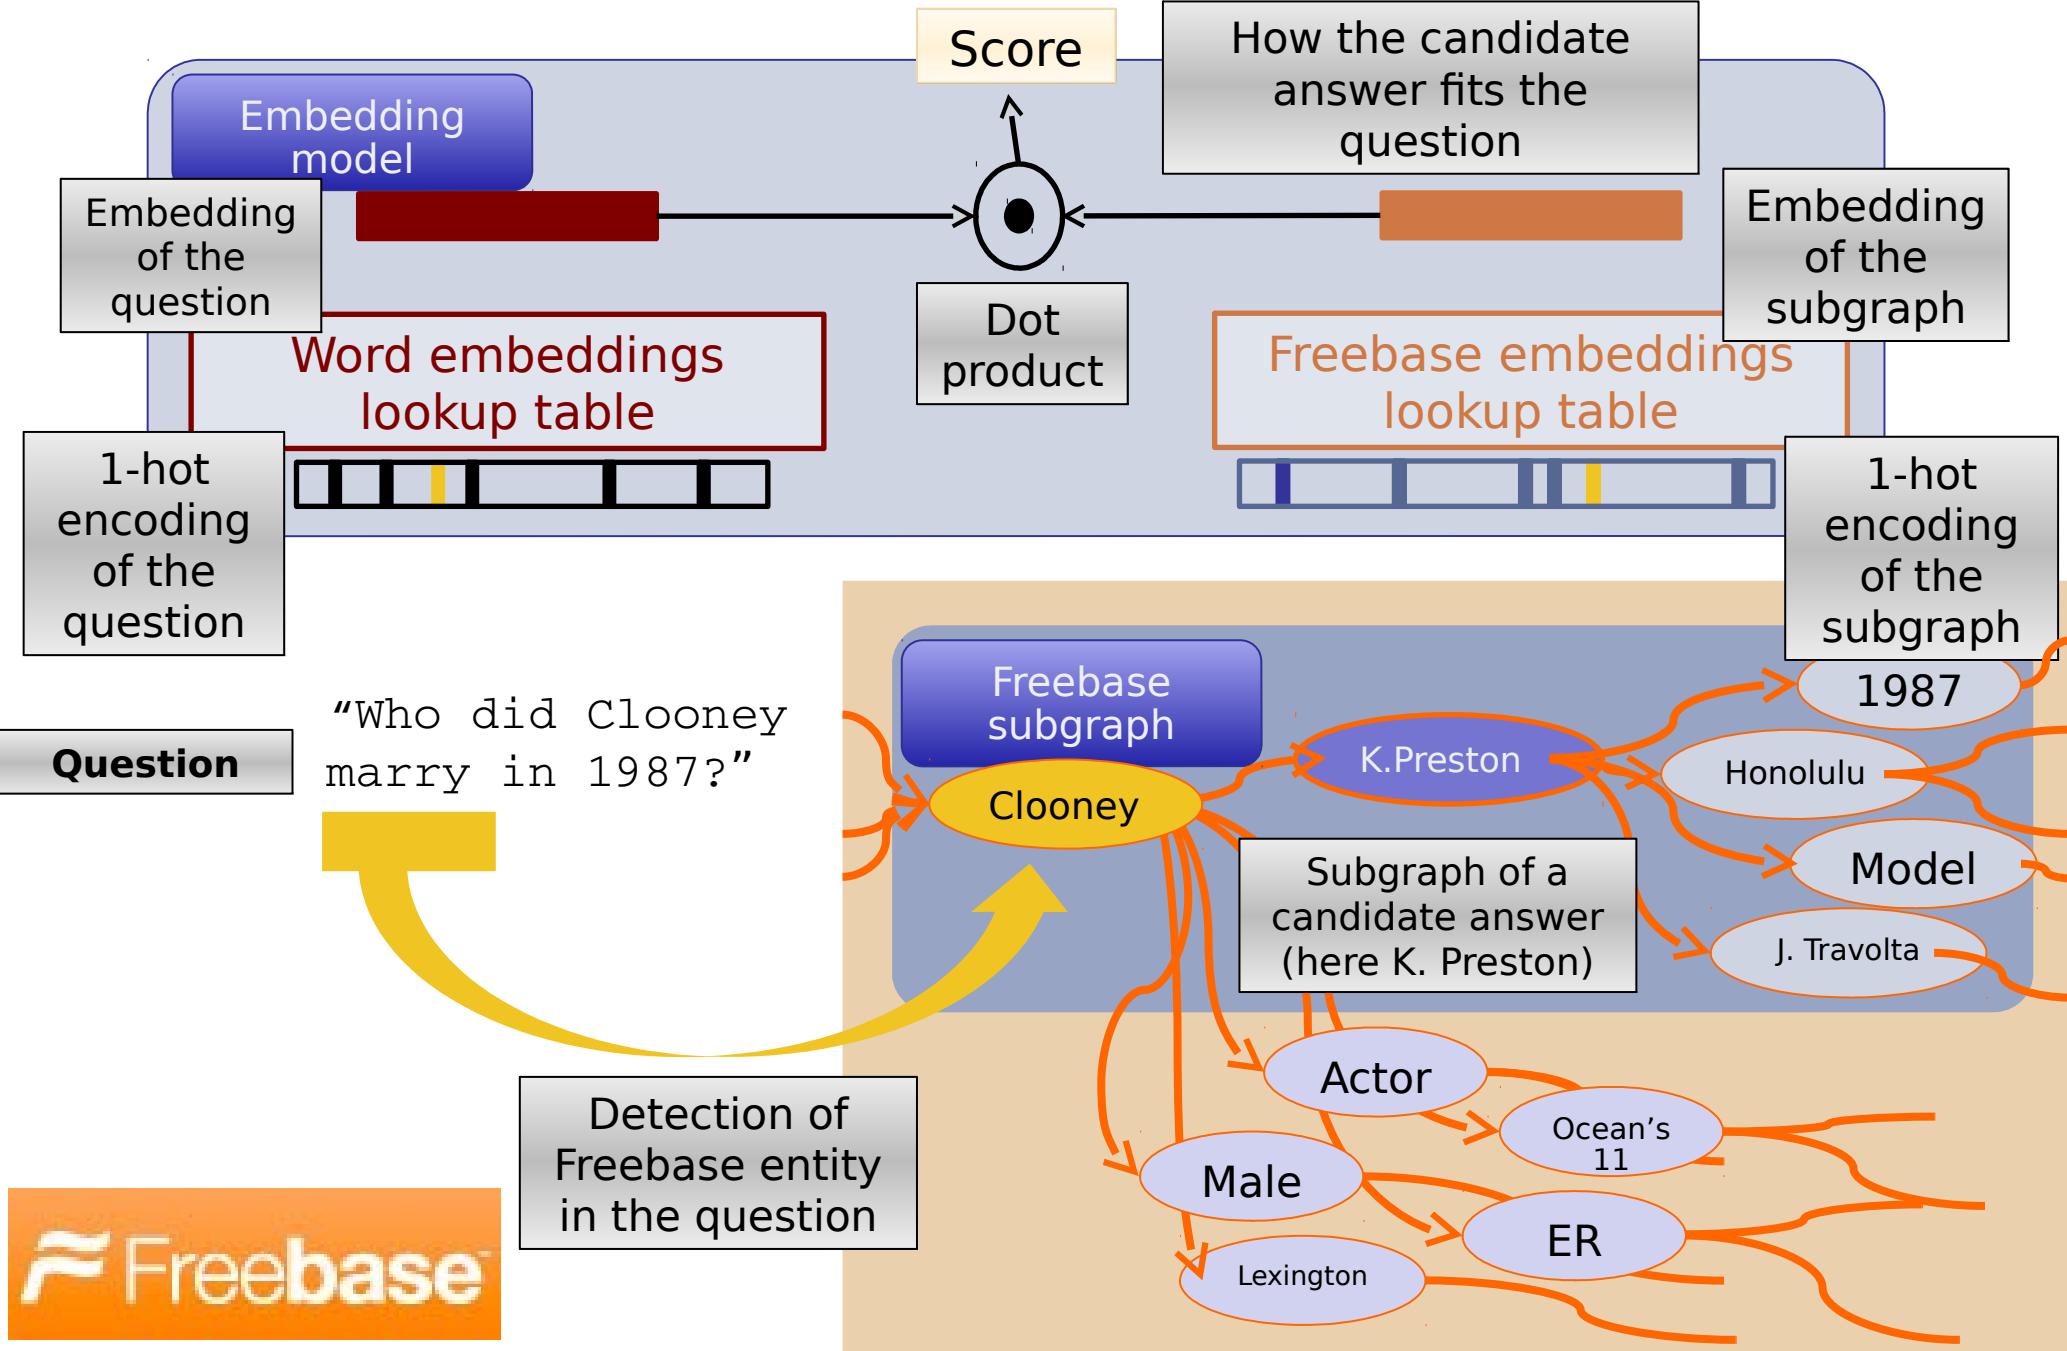 Score
How the candidate
answer fits the
question
Embedding
model
Embedding
of the
question
Embedding
of the
subgraph
Dot
product
Word embeddings
lookup table
Freebase embeddings
lookup table
1-hot
encoding
of the
question
1-hot
encoding
of the
subgraph
Question
“Who did Clooney
marry in 1987?”
Freebase
subgraph
Clooney
K.Preston
1987
Honolulu
Model
J. Travolta
Subgraph of a
candidate answer
(here K. Preston)
Actor
Ocean’s
11
Male
ER
Lexington
Detection of
Freebase entity
in the question
Freebase